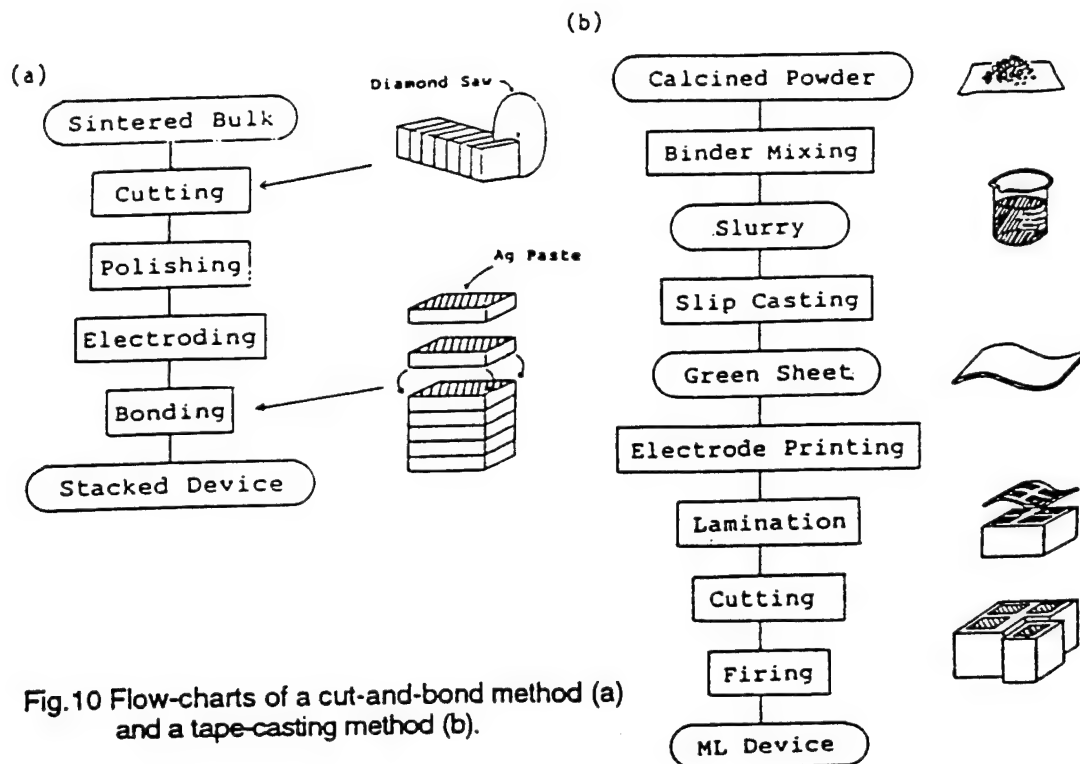 (a)
Sintered Bulk
Cutting
Polishing
Electroding
Bonding
Stacked Device
Diamond Saw
Ag Paste
(b)
Calcined Powder
Binder Mixing
Slurry
Slip Casting
Green Sheet
Electrode Printing
Lamination
Cutting
Firing
ML Device
Fig.10 Flow-charts of a cut-and-bond method (a)
and a tape-casting method (b).